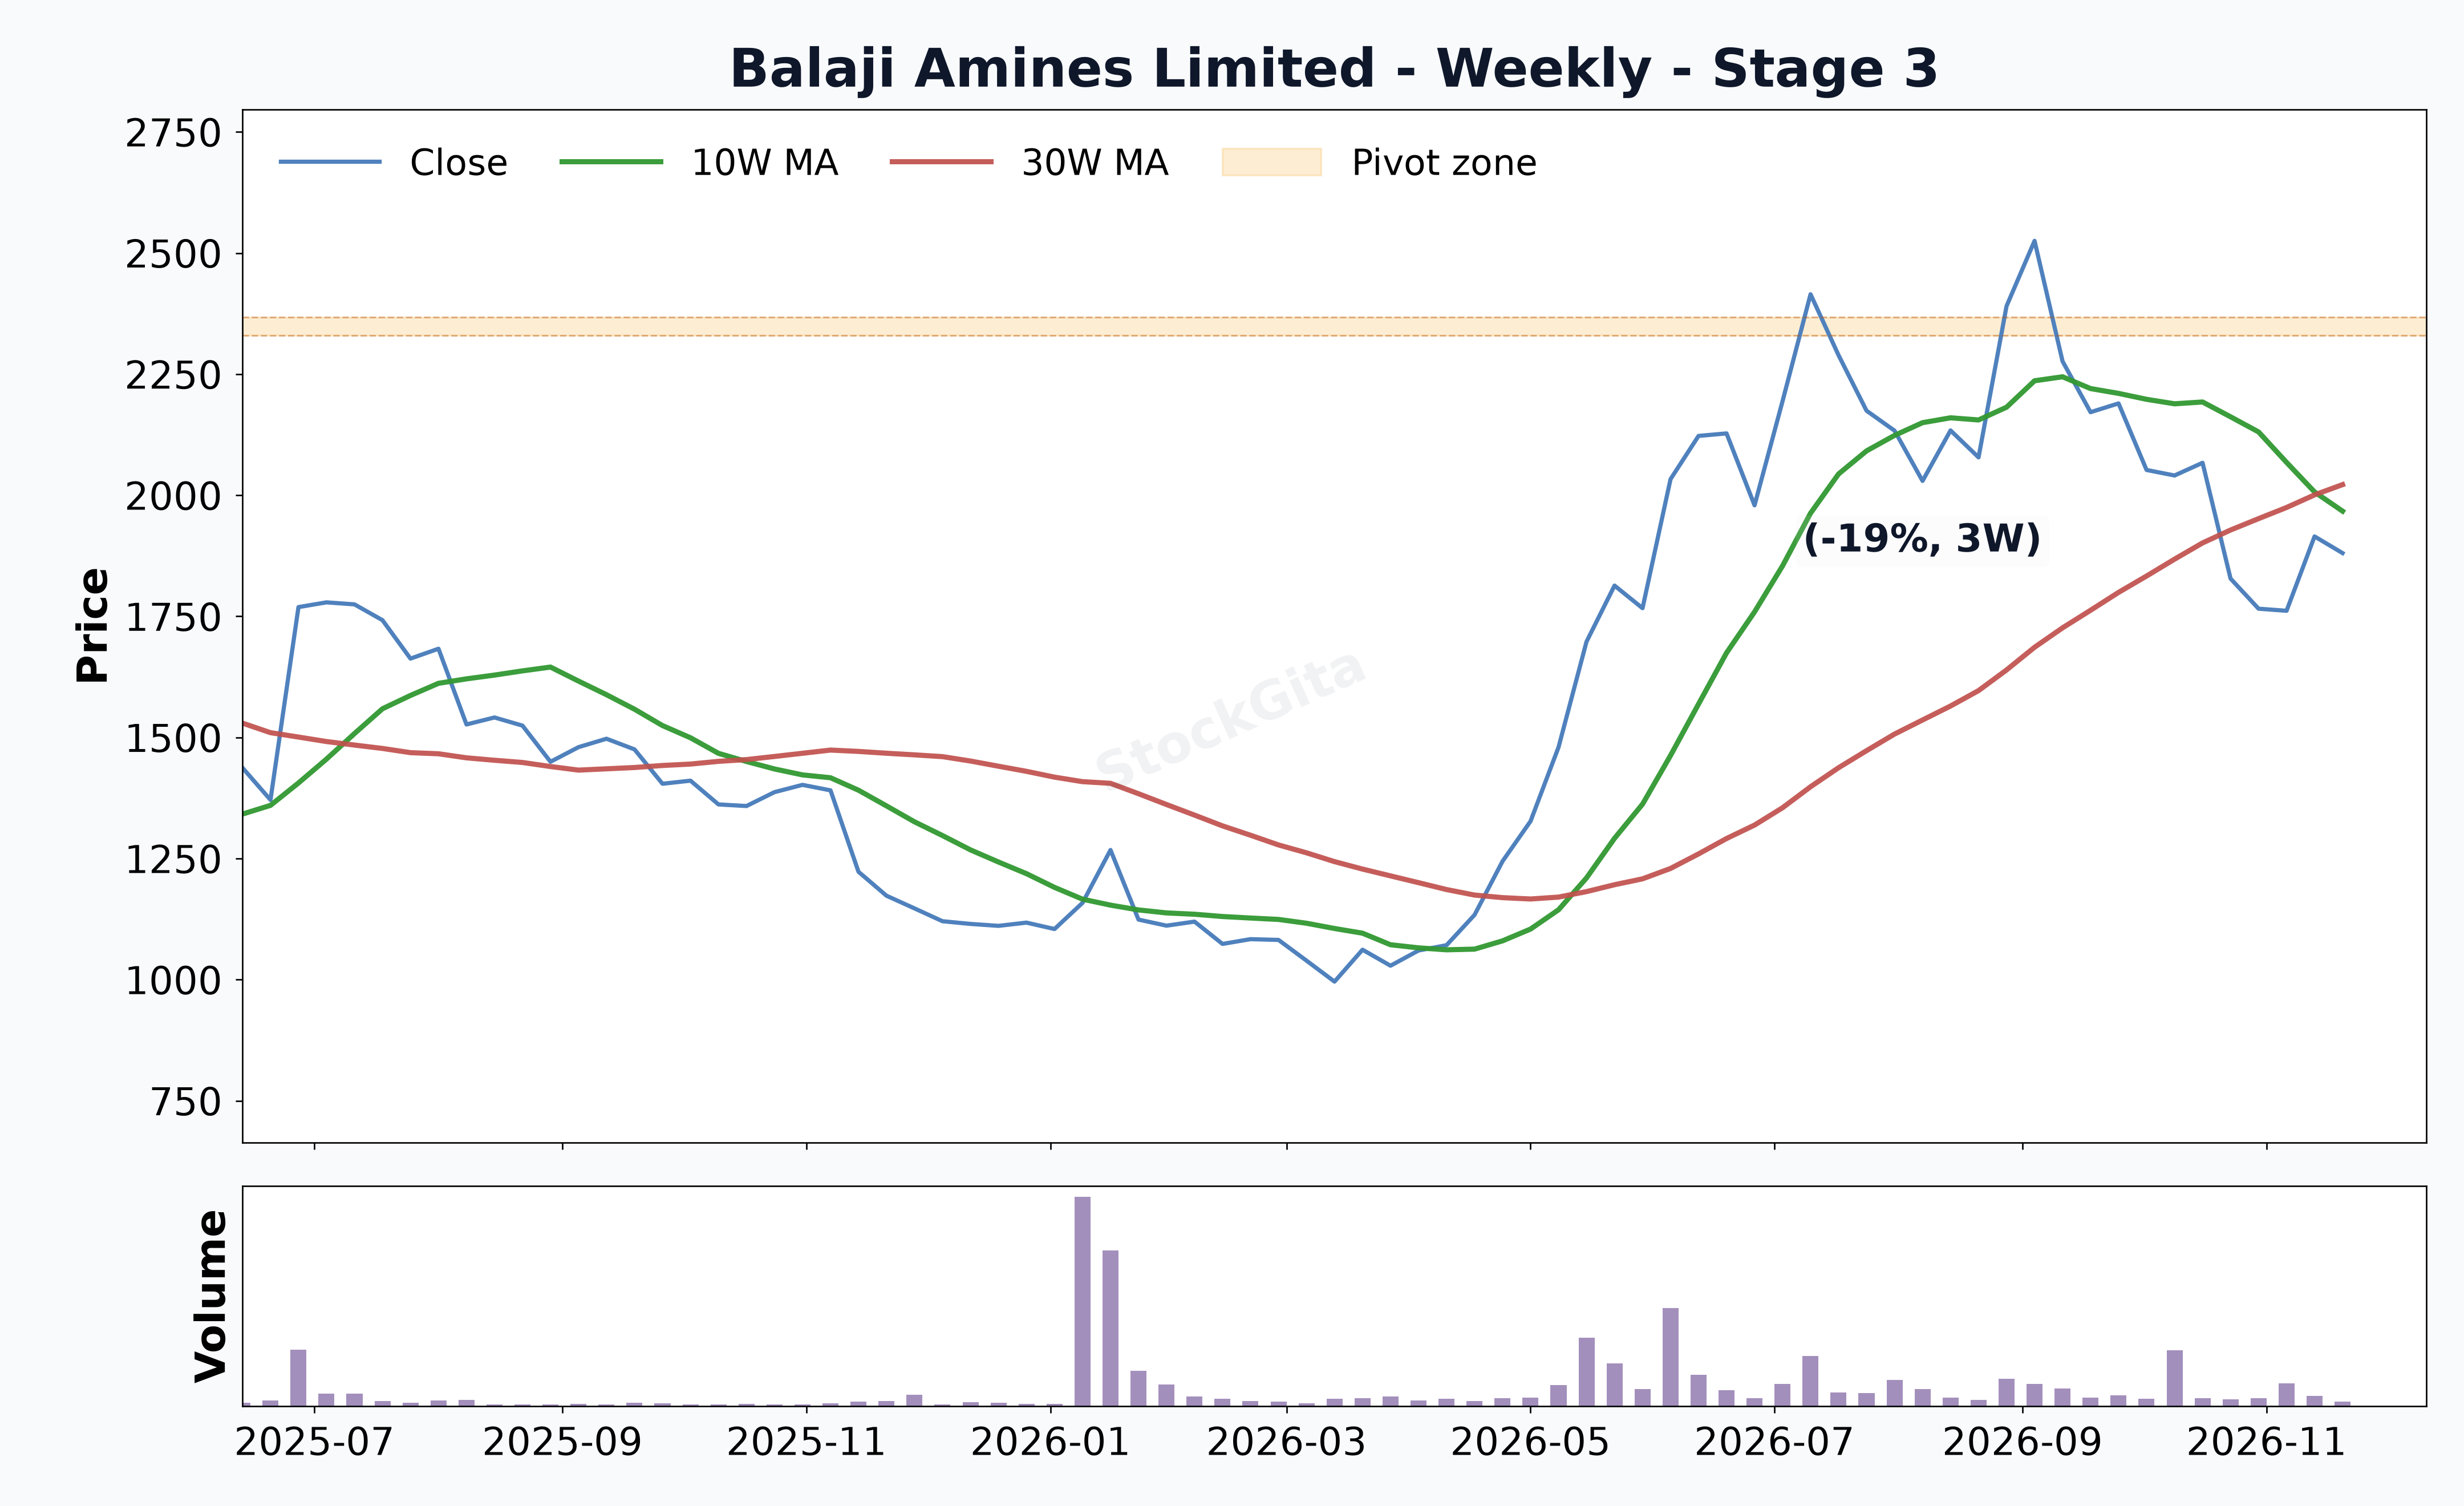 Balaji Amines Limited - Weekly - Stage 3
Close
10W MA
30W MA
Pivot zone
2750
2500
2250
2000
1750
1500
1250
1000
750
Price
(-19%, 3W)
StockGita
Volume
2025-07
2025-09
2025-11
2026-01
2026-03
2026-05
2026-07
2026-09
2026-11